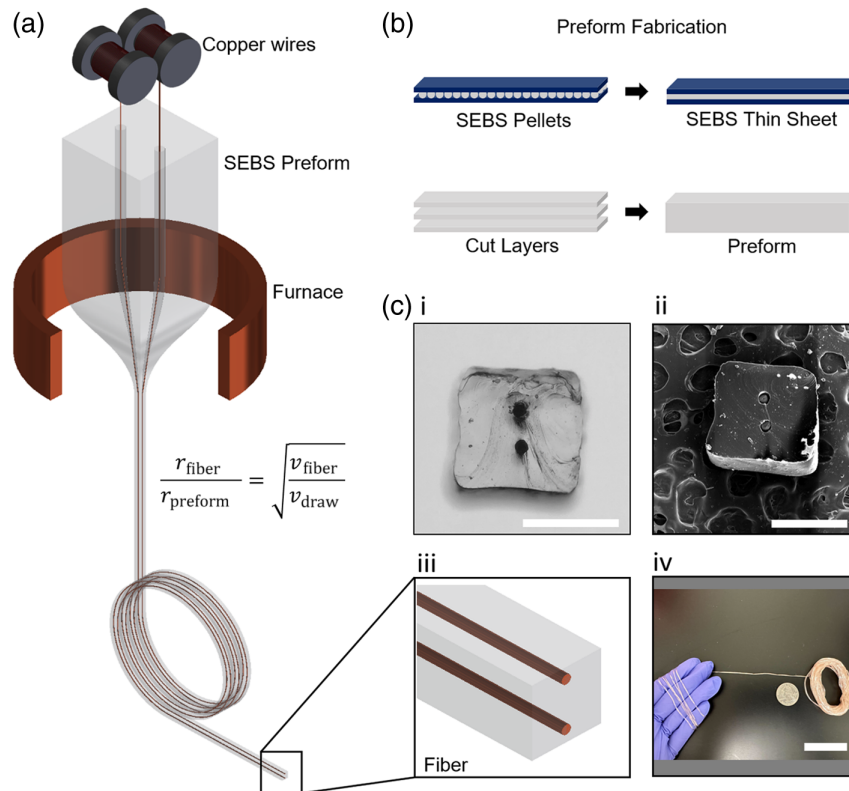 (a)
Copper wires
SEBS Preform
Furnace
r_fiber / r_preform = √(v_fiber / v_draw)
(b)
Preform Fabrication
SEBS Pellets
SEBS Thin Sheet
Cut Layers
Preform
(c) i
ii
iii
Fiber
iv